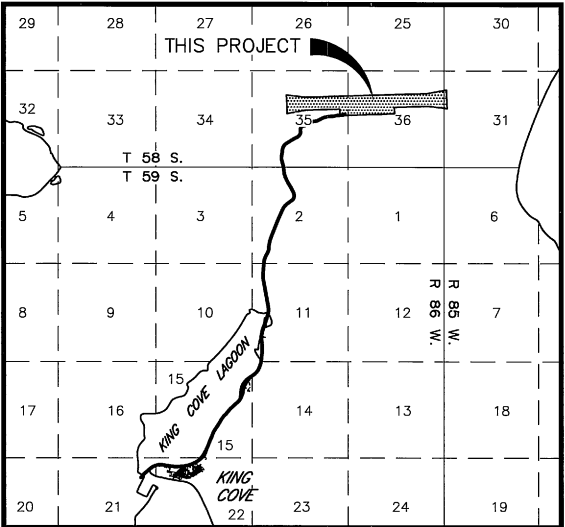 29 28 27 26 25 30
THIS PROJECT
32 33 34 35 36 31
T 58 S.
T 59 S.
5 4 3 2 1 6
R 85 W.
R 86 W.
8 9 10 11 12 7
KING COVE LAGOON
15
17 16 14 13 18
15
KING
COVE
20 21 22 23 24 19